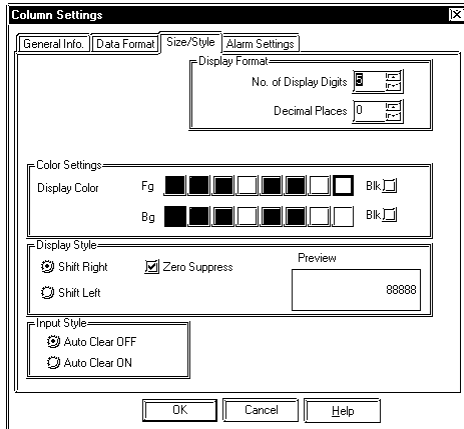 Column Settings
General Info. Data Format Size/Style Alarm Settings
Display Format
No. of Display Digits 5
Decimal Places 0
Color Settings
Display Color Fg Blk
Bg Blk
Display Style
Shift Right Zero Suppress Preview
Shift Left 88888
Input Style
Auto Clear OFF
Auto Clear ON
OK Cancel Help